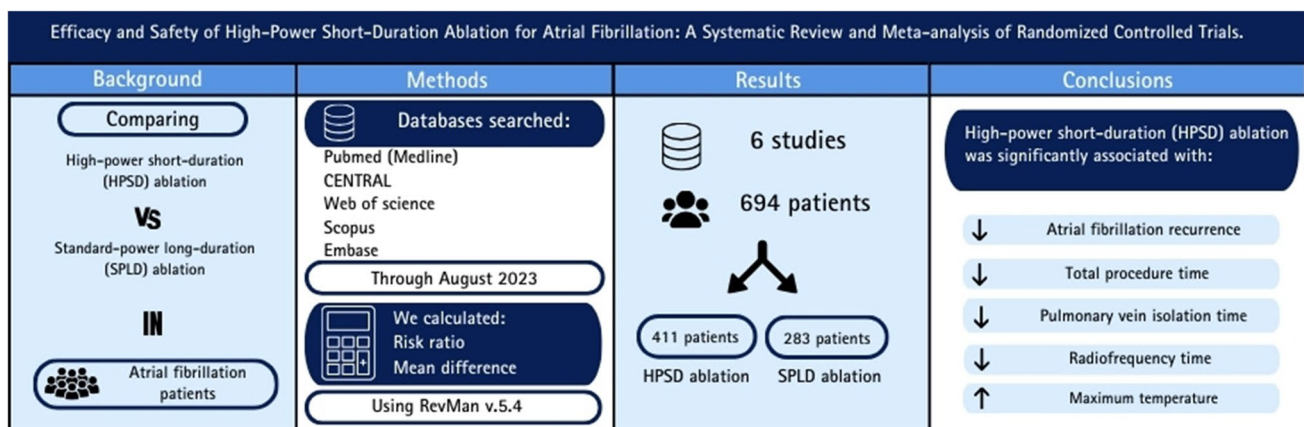 Efficacy and Safety of High-Power Short-Duration Ablation for Atrial Fibrillation: A Systematic Review and Meta-analysis of Randomized Controlled Trials.
Background
Comparing
High-power short-duration
(HPSD) ablation
VS
Standard-power long-duration
(SPLD) ablation
IN
Atrial fibrillation
patients
Methods
Databases searched:
Pubmed (Medline)
CENTRAL
Web of science
Scopus
Embase
Through August 2023
We calculated:
Risk ratio
Mean difference
Using RevMan v.5.4
Results
6 studies
694 patients
411 patients
283 patients
HPSD ablation
SPLD ablation
Conclusions
High-power short-duration (HPSD) ablation
was significantly associated with:
↓ Atrial fibrillation recurrence
↓ Total procedure time
↓ Pulmonary vein isolation time
↓ Radiofrequency time
↑ Maximum temperature